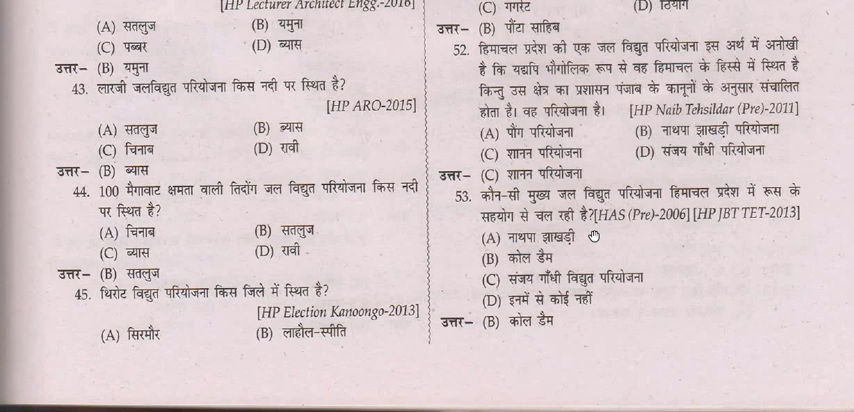 [HP Lecturer Architect Engg.-2016]
(A) सतलुज (B) यमुना
(C) पब्बर (D) ब्यास
उत्तर– (B) यमुना
43. लारजी जलविद्युत परियोजना किस नदी पर स्थित है?
[HP ARO-2015]
(A) सतलुज (B) ब्यास
(C) चिनाब (D) रावी
उत्तर– (B) ब्यास
44. 100 मैगावाट क्षमता वाली तिदोंग जल विद्युत परियोजना किस नदी
पर स्थित है?
(A) चिनाब (B) सतलुज
(C) ब्यास (D) रावी
उत्तर– (B) सतलुज
45. थिरोट विद्युत परियोजना किस जिले में स्थित है?
[HP Election Kanoongo-2013]
(A) सिरमौर (B) लाहौल-स्पीति
(C) गगरेट (D) ठियोग
उत्तर– (B) पौंटा साहिब
52. हिमाचल प्रदेश की एक जल विद्युत परियोजना इस अर्थ में अनोखी
है कि यद्यपि भौगोलिक रूप से वह हिमाचल के हिस्से में स्थित है
किन्तु उस क्षेत्र का प्रशासन पंजाब के कानूनों के अनुसार संचालित
होता है। वह परियोजना है। [HP Naib Tehsildar (Pre)-2011]
(A) पौंग परियोजना (B) नाथपा झाखड़ी परियोजना
(C) शानन परियोजना (D) संजय गाँधी परियोजना
उत्तर– (C) शानन परियोजना
53. कौन-सी मुख्य जल विद्युत परियोजना हिमाचल प्रदेश में रूस के
सहयोग से चल रही है?[HAS (Pre)-2006] [HP JBT TET-2013]
(A) नाथपा झाखड़ी
(B) कोल डैम
(C) संजय गाँधी विद्युत परियोजना
(D) इनमें से कोई नहीं
उत्तर– (B) कोल डैम